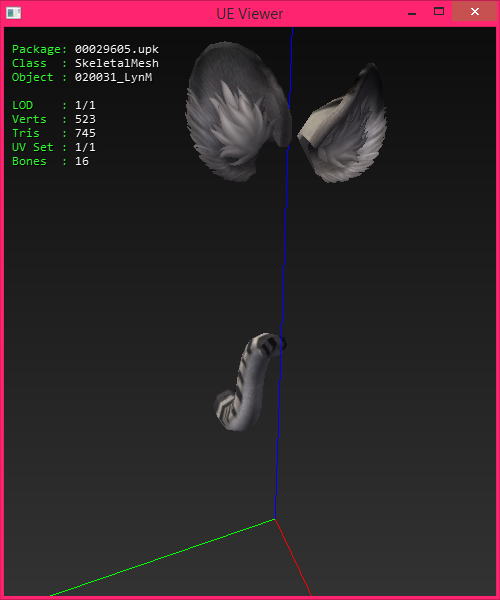 UE Viewer
Package: 00029605.upk
Class : SkeletalMesh
Object : 020031_LynM
LOD : 1/1
Verts : 523
Tris : 745
UV Set : 1/1
Bones : 16